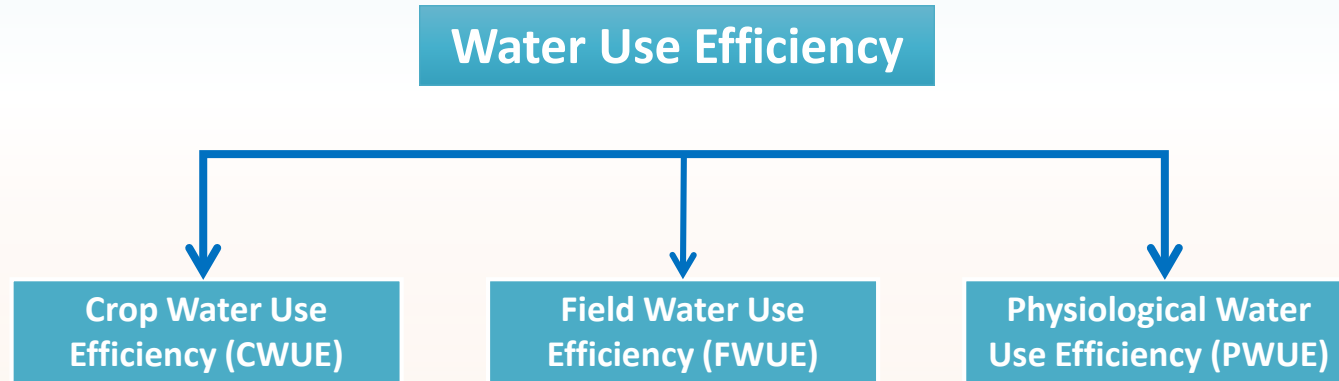 Water Use Efficiency
Crop Water Use
Efficiency (CWUE)
Field Water Use
Efficiency (FWUE)
Physiological Water
Use Efficiency (PWUE)